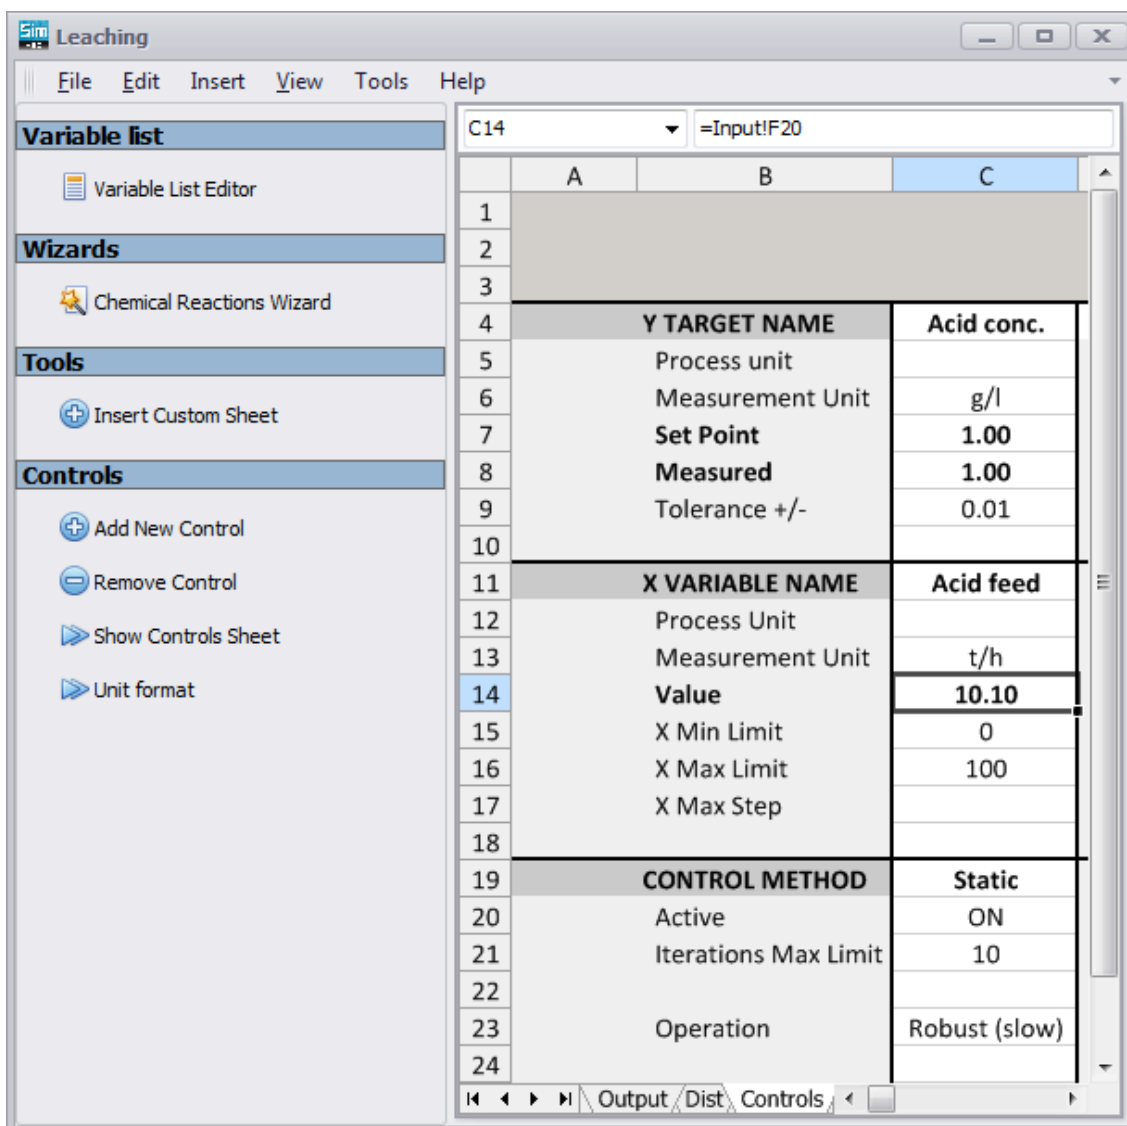 Sim Leaching
File Edit Insert View Tools Help
Variable list
Variable List Editor
Wizards
Chemical Reactions Wizard
Tools
Insert Custom Sheet
Controls
Add New Control
Remove Control
Show Controls Sheet
Unit format
C14 =Input!F20
A B C
1
2
3
4 Y TARGET NAME Acid conc.
5 Process unit
6 Measurement Unit g/l
7 Set Point 1.00
8 Measured 1.00
9 Tolerance +/- 0.01
10
11 X VARIABLE NAME Acid feed
12 Process Unit
13 Measurement Unit t/h
14 Value 10.10
15 X Min Limit 0
16 X Max Limit 100
17 X Max Step
18
19 CONTROL METHOD Static
20 Active ON
21 Iterations Max Limit 10
22
23 Operation Robust (slow)
24
Output Dist Controls